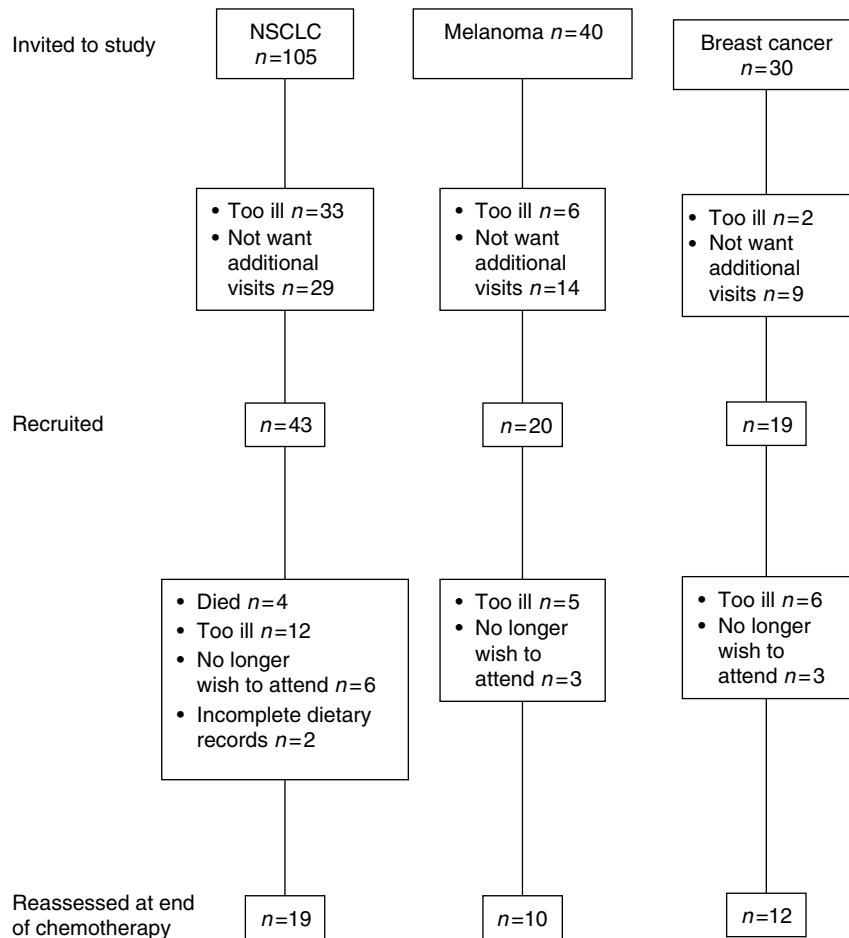 Invited to study
NSCLC
n=105
Melanoma n=40
Breast cancer
n=30
• Too ill n=33
• Not want
additional
visits n=29
• Too ill n=6
• Not want
additional
visits n=14
• Too ill n=2
• Not want
additional
visits n=9
Recruited
n=43
n=20
n=19
• Died n=4
• Too ill n=12
• No longer
wish to attend n=6
• Incomplete dietary
records n=2
• Too ill n=5
• No longer
wish to
attend n=3
• Too ill n=6
• No longer
wish to
attend n=3
Reassessed at end
of chemotherapy
n=19
n=10
n=12